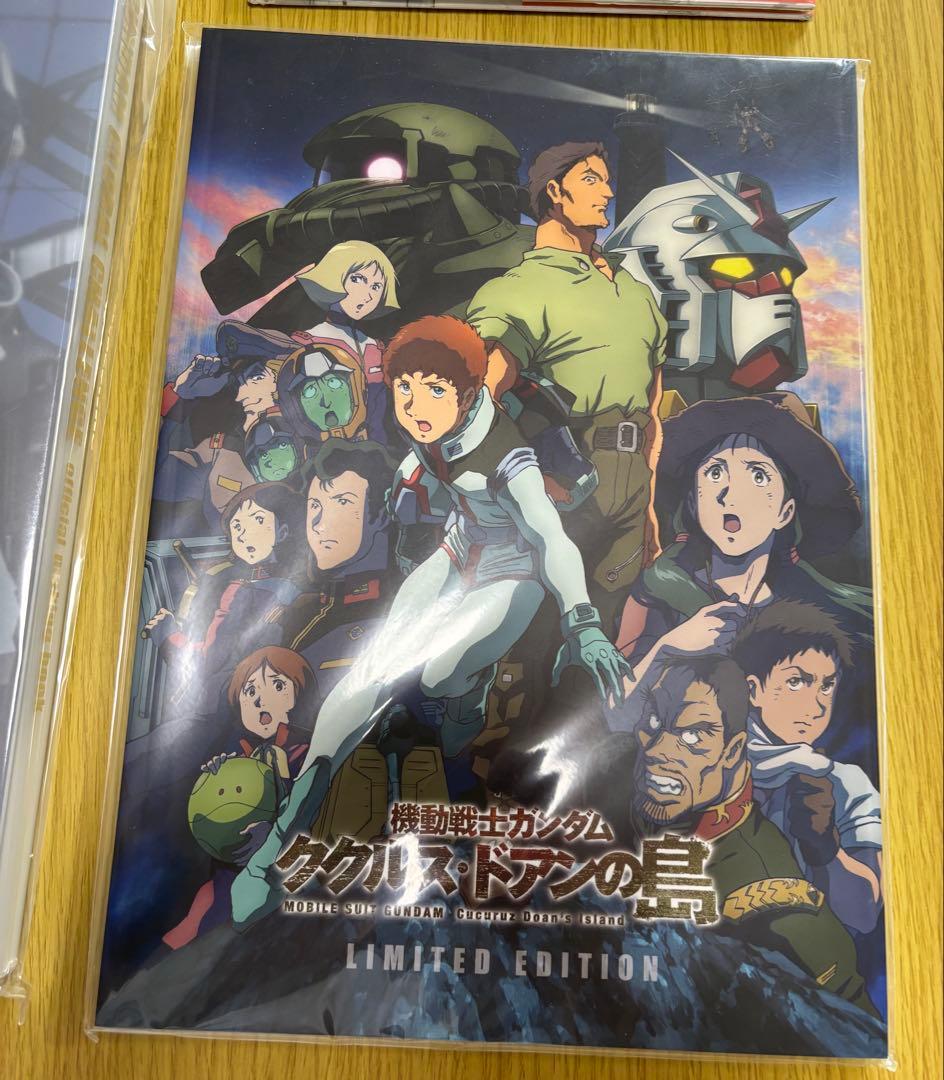 機動戦士ガンダム
ククルス・ドアンの島
MOBILE SUIT GUNDAM Cucuruz Doan's Island
LIMITED EDITION